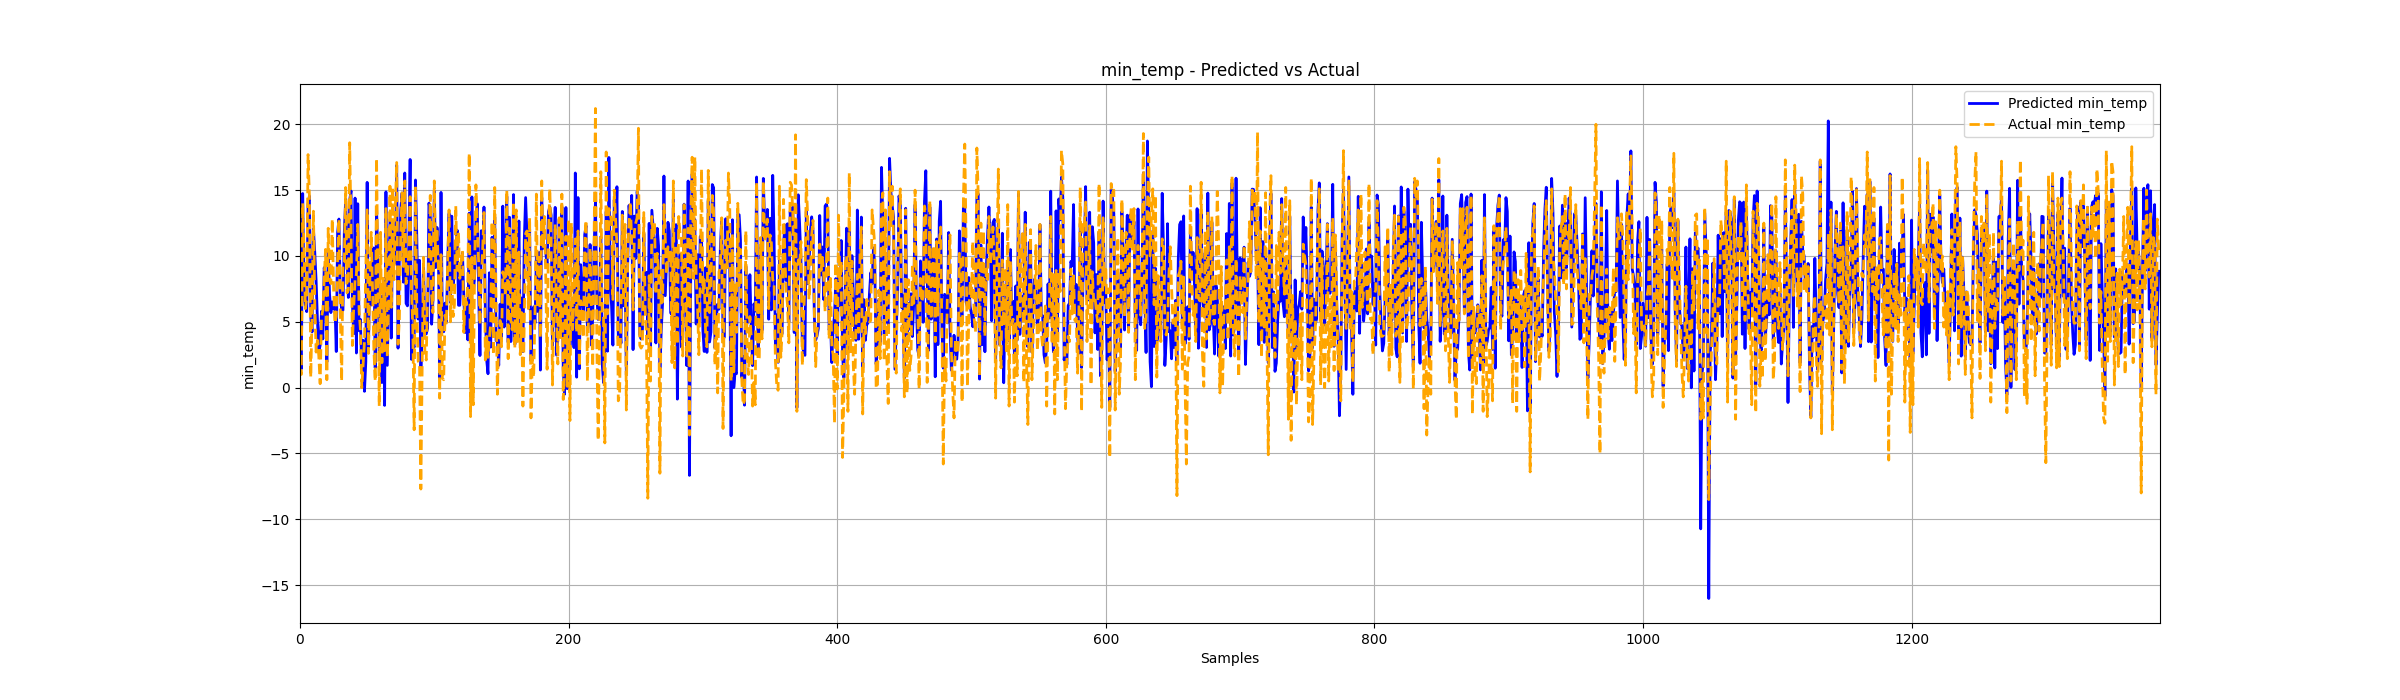 min_temp - Predicted vs Actual
Predicted min_temp
Actual min_temp
min_temp
20
15
10
5
0
−5
−10
−15
0 200 400 600 800 1000 1200
Samples